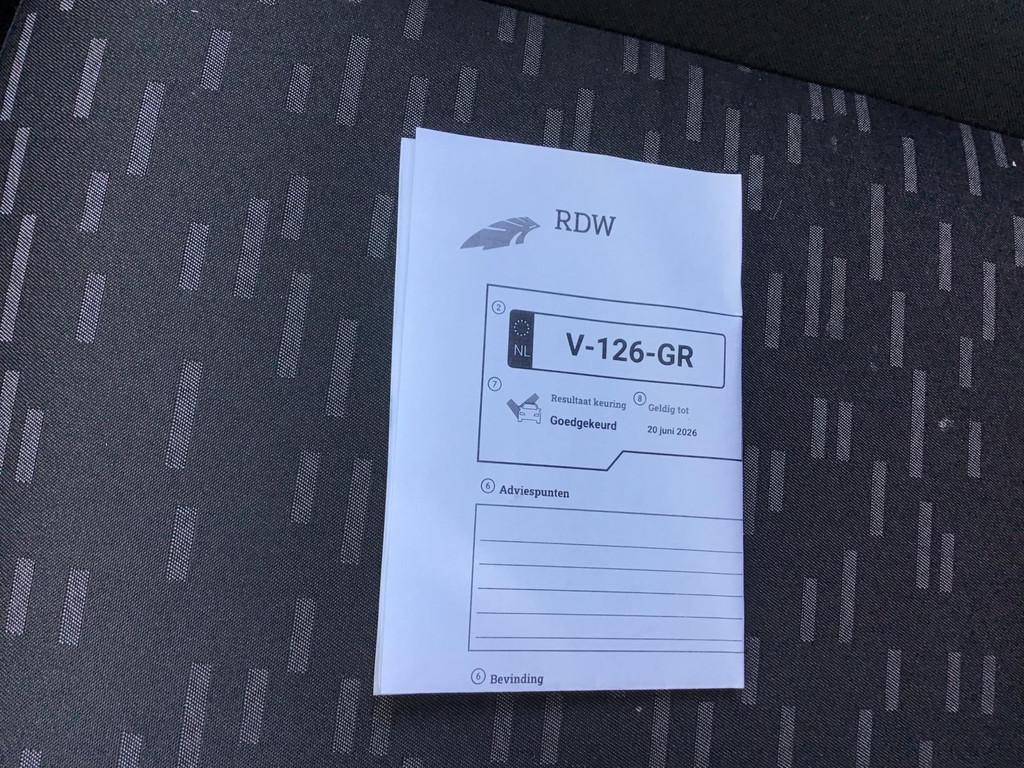 RDW
2
NL V-126-GR
7 Resultaat keuring 8 Geldig tot
Goedgekeurd 20 juni 2026
6 Adviespunten
6 Bevinding